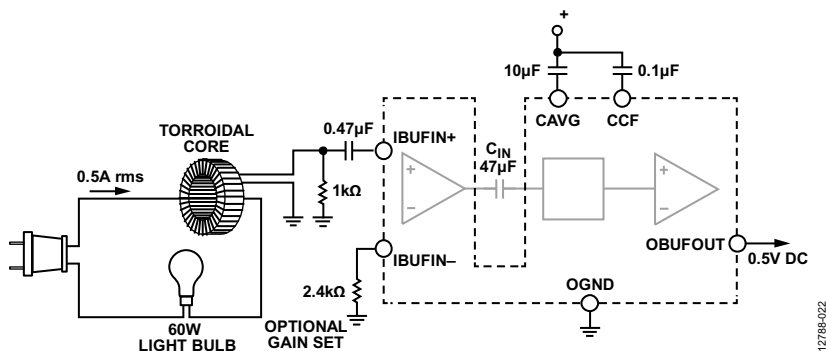 +
10µF
0.1µF
CAVG
CCF
TORROIDAL
CORE
0.47µF
IBUFIN+
CIN
47µF
0.5A rms
1kΩ
+
–
+
–
IBUFIN–
OBUFOUT
0.5V DC
2.4kΩ
OGND
OPTIONAL
GAIN SET
60W
LIGHT BULB
12788-022